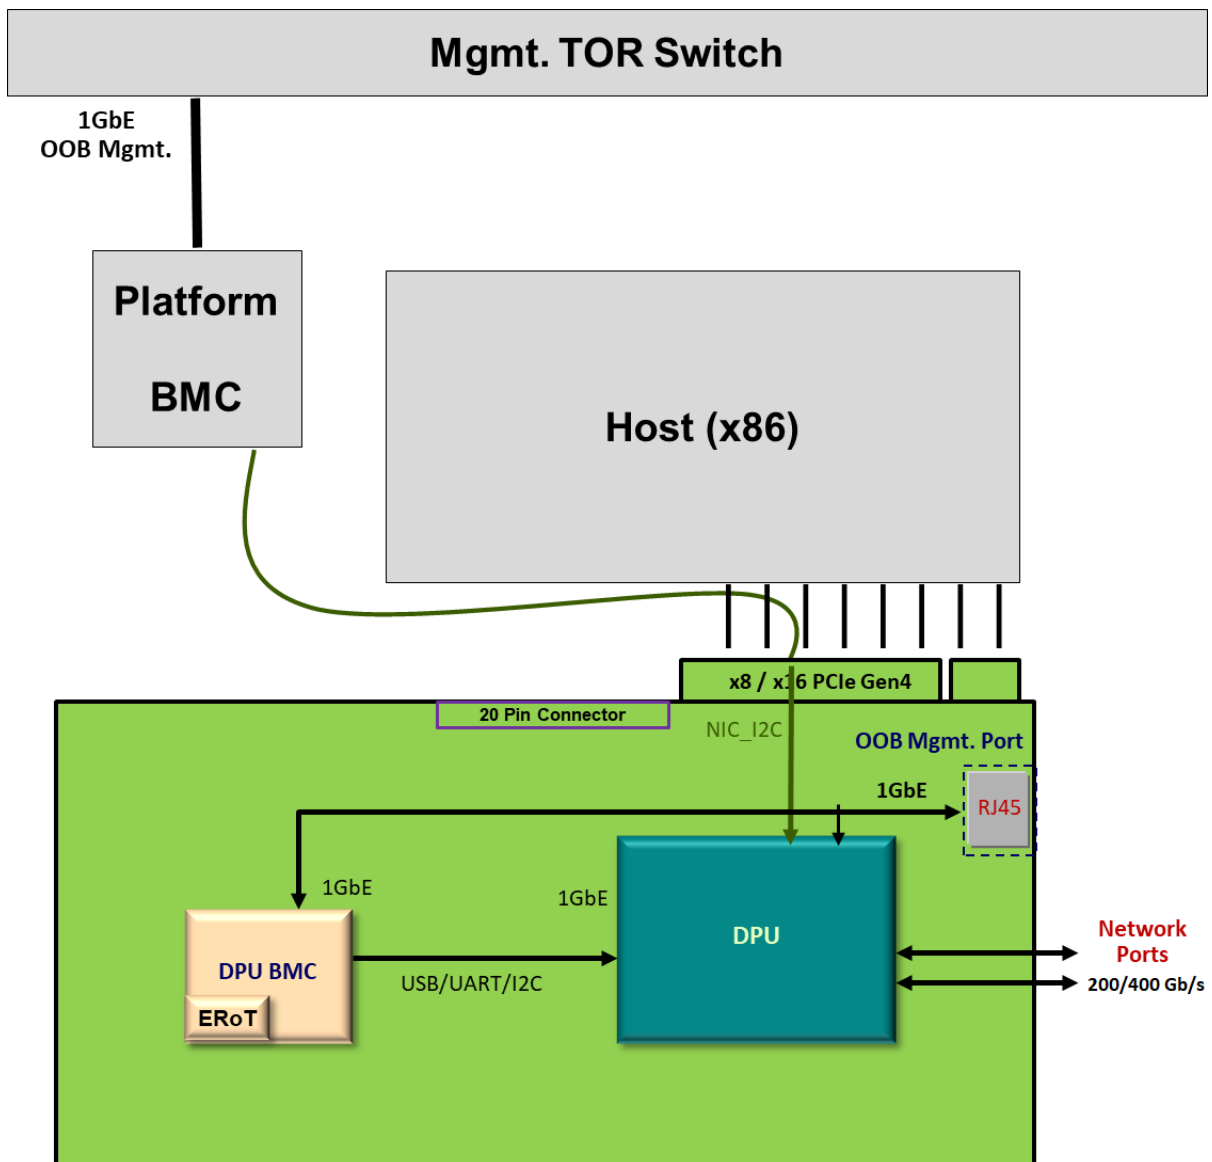 Mgmt. TOR Switch
1GbE
OOB Mgmt.
Platform
BMC
Host (x86)
x8 / x16 PCIe Gen4
20 Pin Connector
NIC_I2C
OOB Mgmt. Port
1GbE
RJ45
1GbE
1GbE
DPU
Network
Ports
200/400 Gb/s
DPU BMC
USB/UART/I2C
ERoT